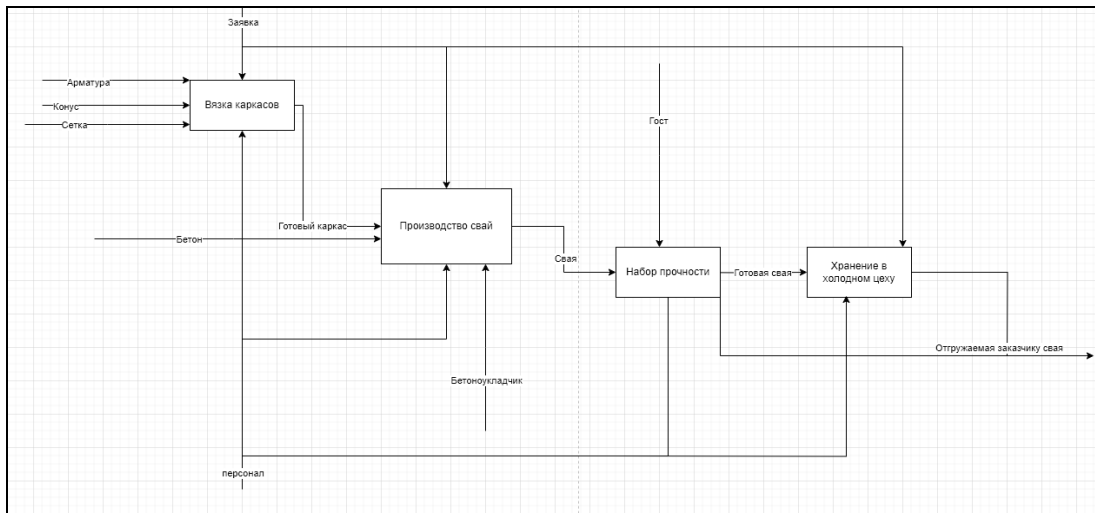 Заявка
Арматура
Вязка каркасов
Конус
Сетка
Гост
Производство свай
Готовый каркас
Бетон
Свая
Набор прочности
Готовая свая
Хранение в
холодном цеху
Отгружаемая заказчику свая
Бетоноукладчик
персонал